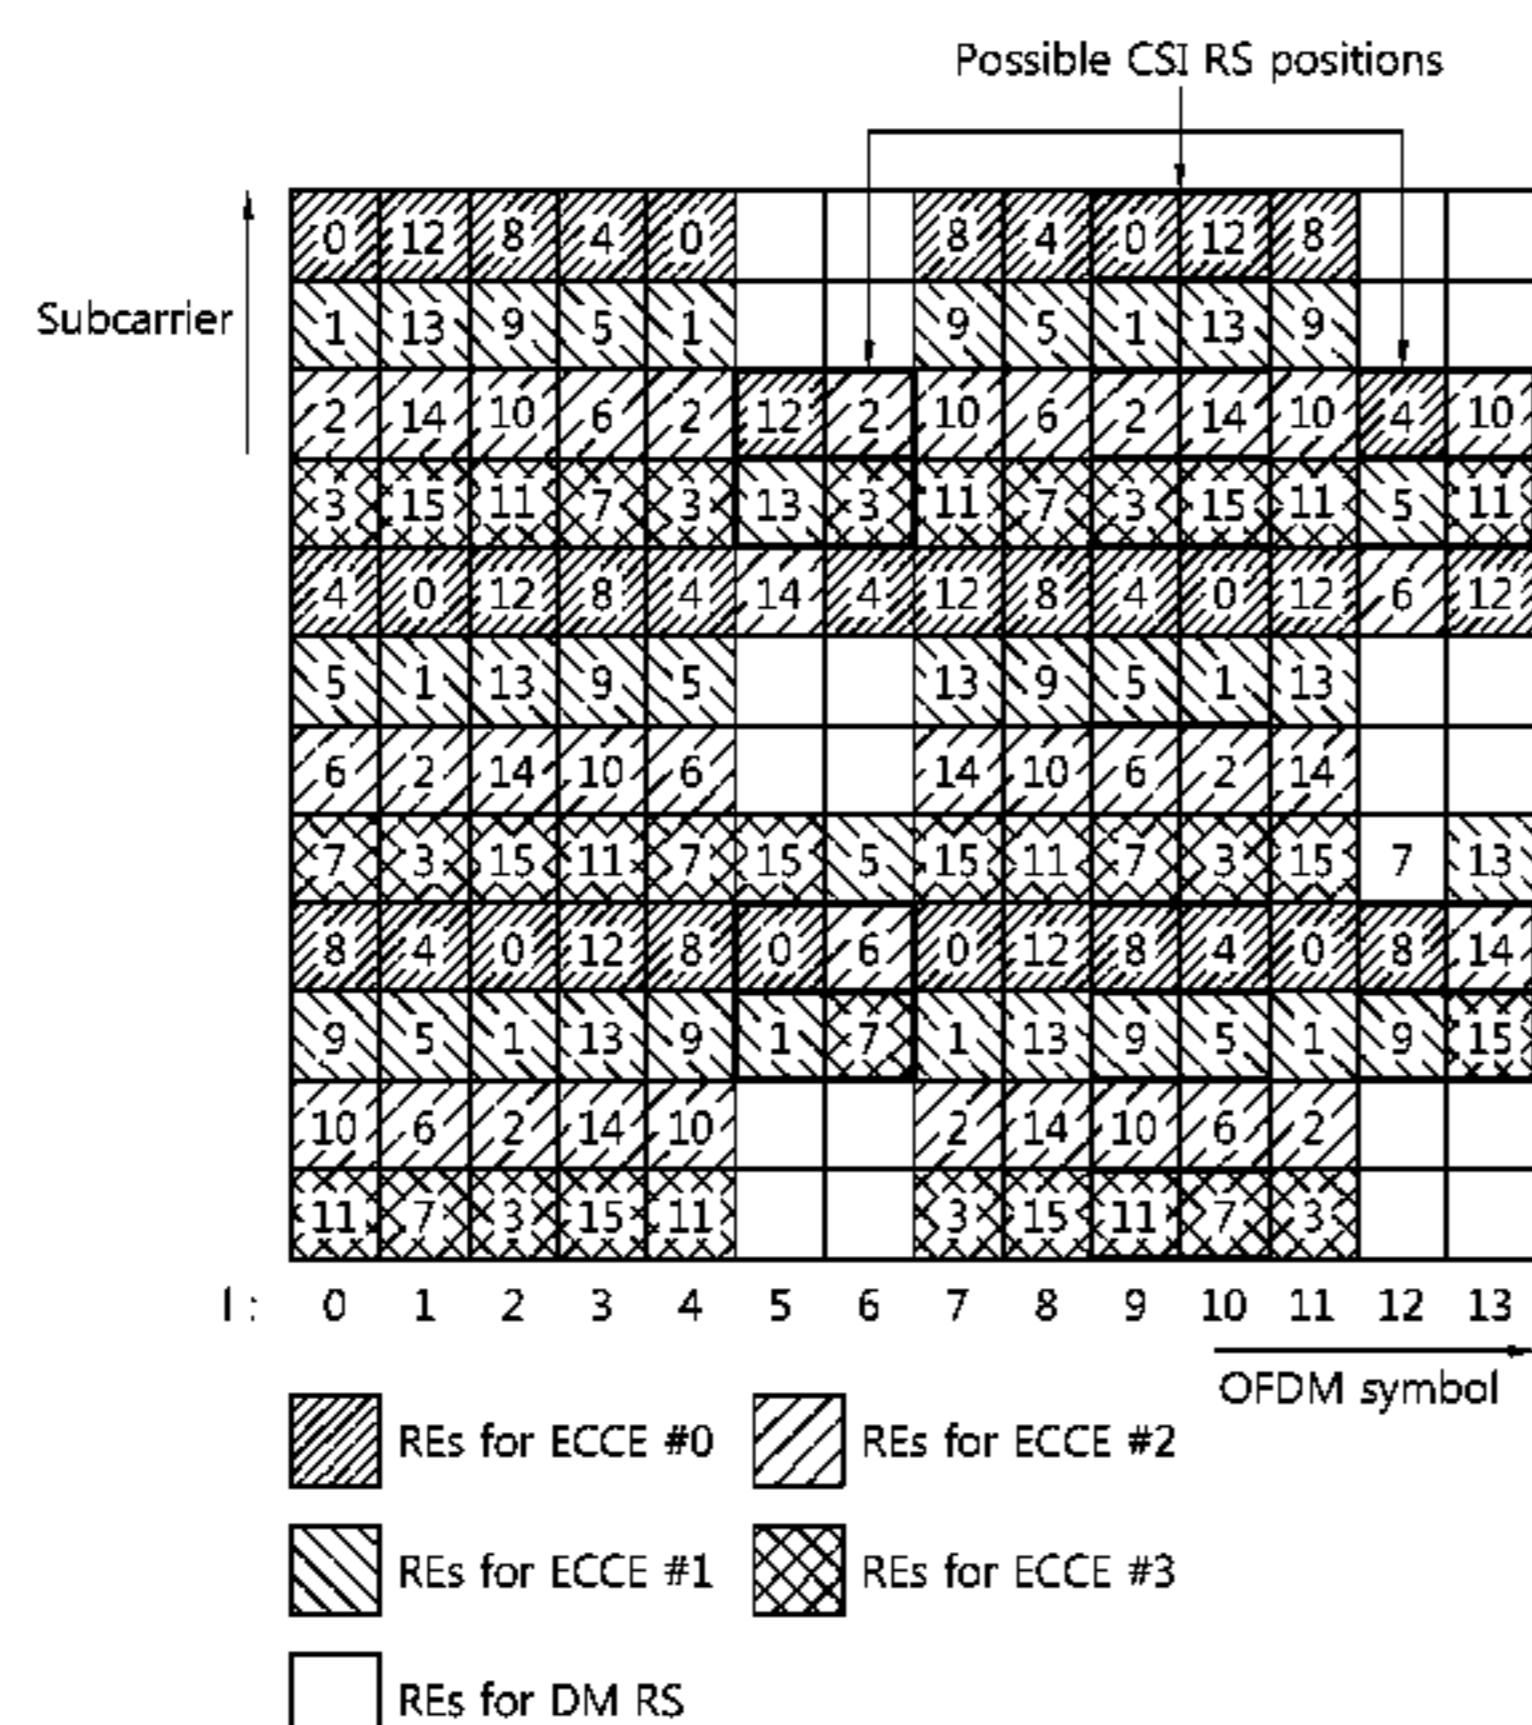 Possible CSI RS positions
0 12 8 4 0 8 4 0 12 8
Subcarrier
1 13 9 5 1 9 5 1 13 9
2 14 10 6 2 12 2 10 6 2 14 10 4 10
3 15 11 7 3 13 3 11 7 3 15 11 5 11
4 0 12 8 4 14 4 12 8 4 0 12 6 12
5 1 13 9 5 13 9 5 1 13
6 2 14 10 6 14 10 6 2 14
7 3 15 11 7 15 5 15 11 7 3 15 7 13
8 4 0 12 8 0 6 0 12 8 4 0 8 14
9 5 1 13 9 1 7 1 13 9 5 1 9 15
10 6 2 14 10 2 14 10 6 2
11 7 3 15 11 3 15 11 7 3
l : 0 1 2 3 4 5 6 7 8 9 10 11 12 13
OFDM symbol
REs for ECCE #0 REs for ECCE #2
REs for ECCE #1 REs for ECCE #3
REs for DM RS